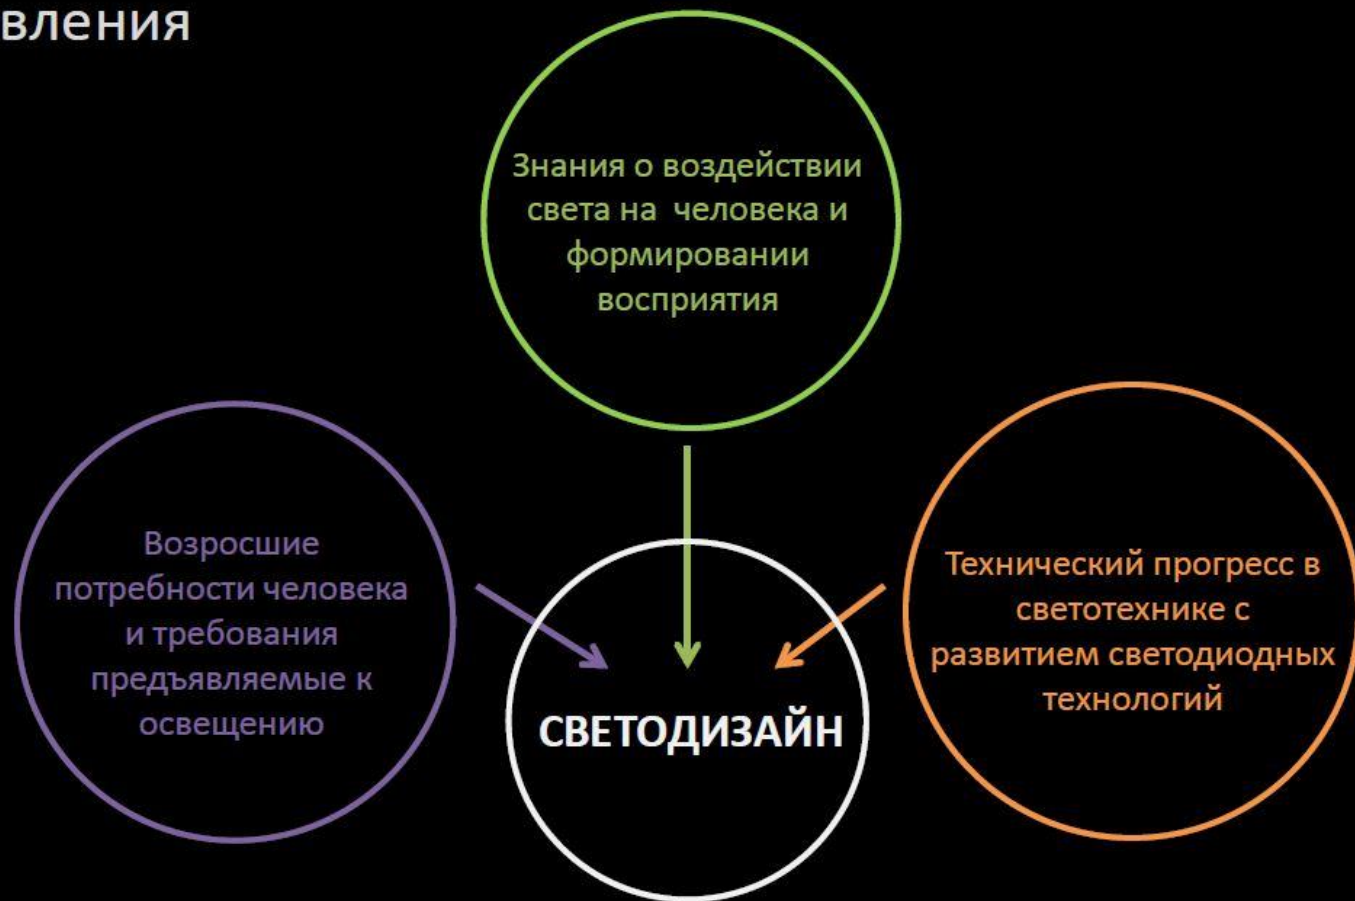 вления
Знания о воздействии
света на человека и
формировании
восприятия
Возросшие
потребности человека
и требования
предъявляемые к
освещению
Технический прогресс в
светотехнике с
развитием светодиодных
технологий
СВЕТОДИЗАЙН